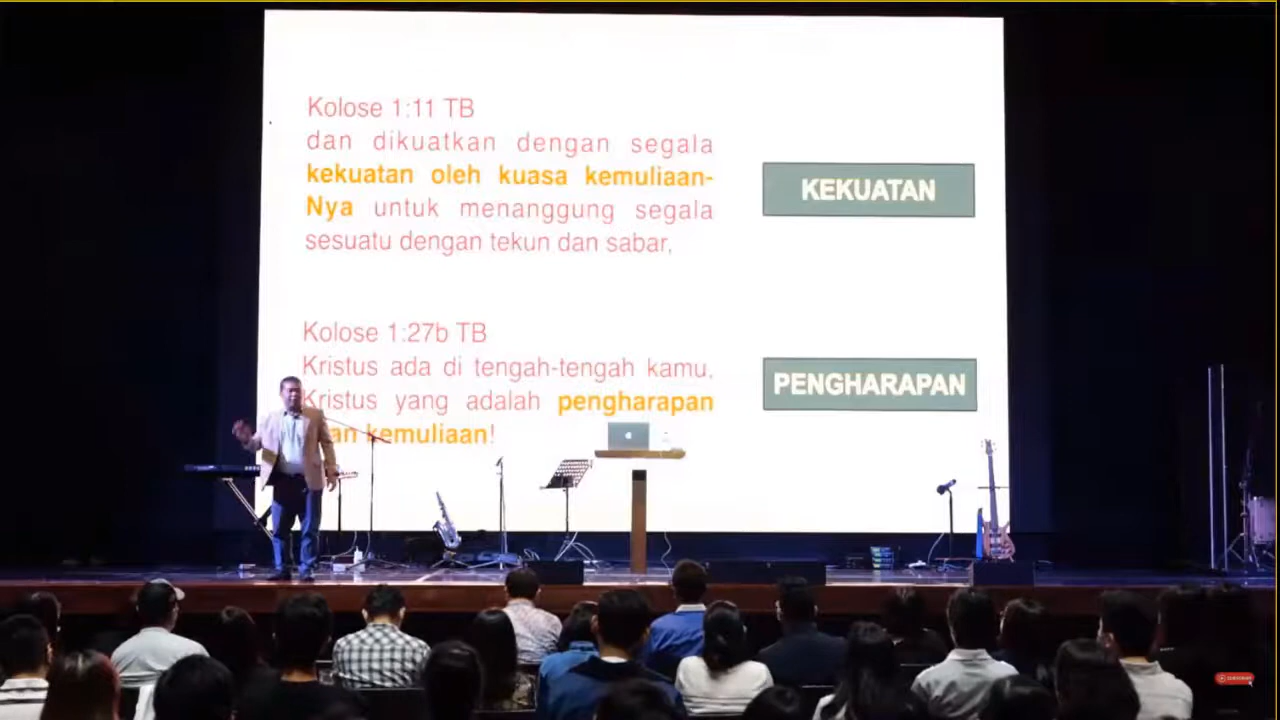 Kolose 1:11 TB
dan dikuatkan dengan segala
kekuatan oleh kuasa kemuliaan-
Nya untuk menanggung segala
sesuatu dengan tekun dan sabar,
KEKUATAN
Kolose 1:27b TB
Kristus ada di tengah-tengah kamu,
Kristus yang adalah pengharapan
kemuliaan!
PENGHARAPAN